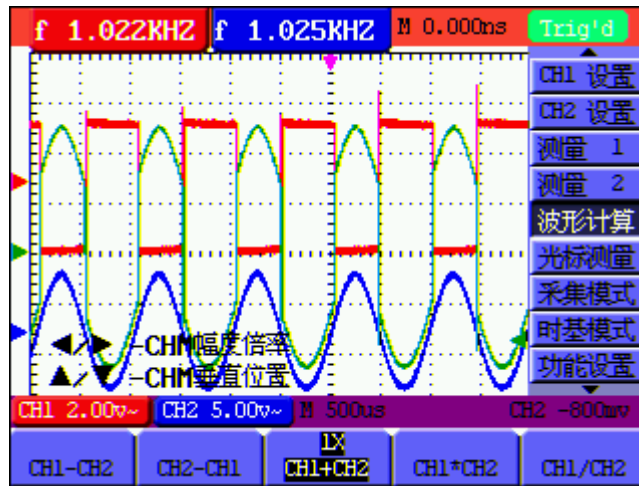 f 1.022KHZ f 1.025KHZ M 0.000ns Trig'd
CH1 设置
CH2 设置
测量 1
测量 2
波形计算
光标测量
采集模式
时基模式
功能设置
◀/▶ -CHM幅度倍率
▲/▼ -CHM垂直位置
CH1 2.00v~ CH2 5.00v~ M 500us CH2 -800mv
1X
CH1-CH2 CH2-CH1 CH1+CH2 CH1*CH2 CH1/CH2